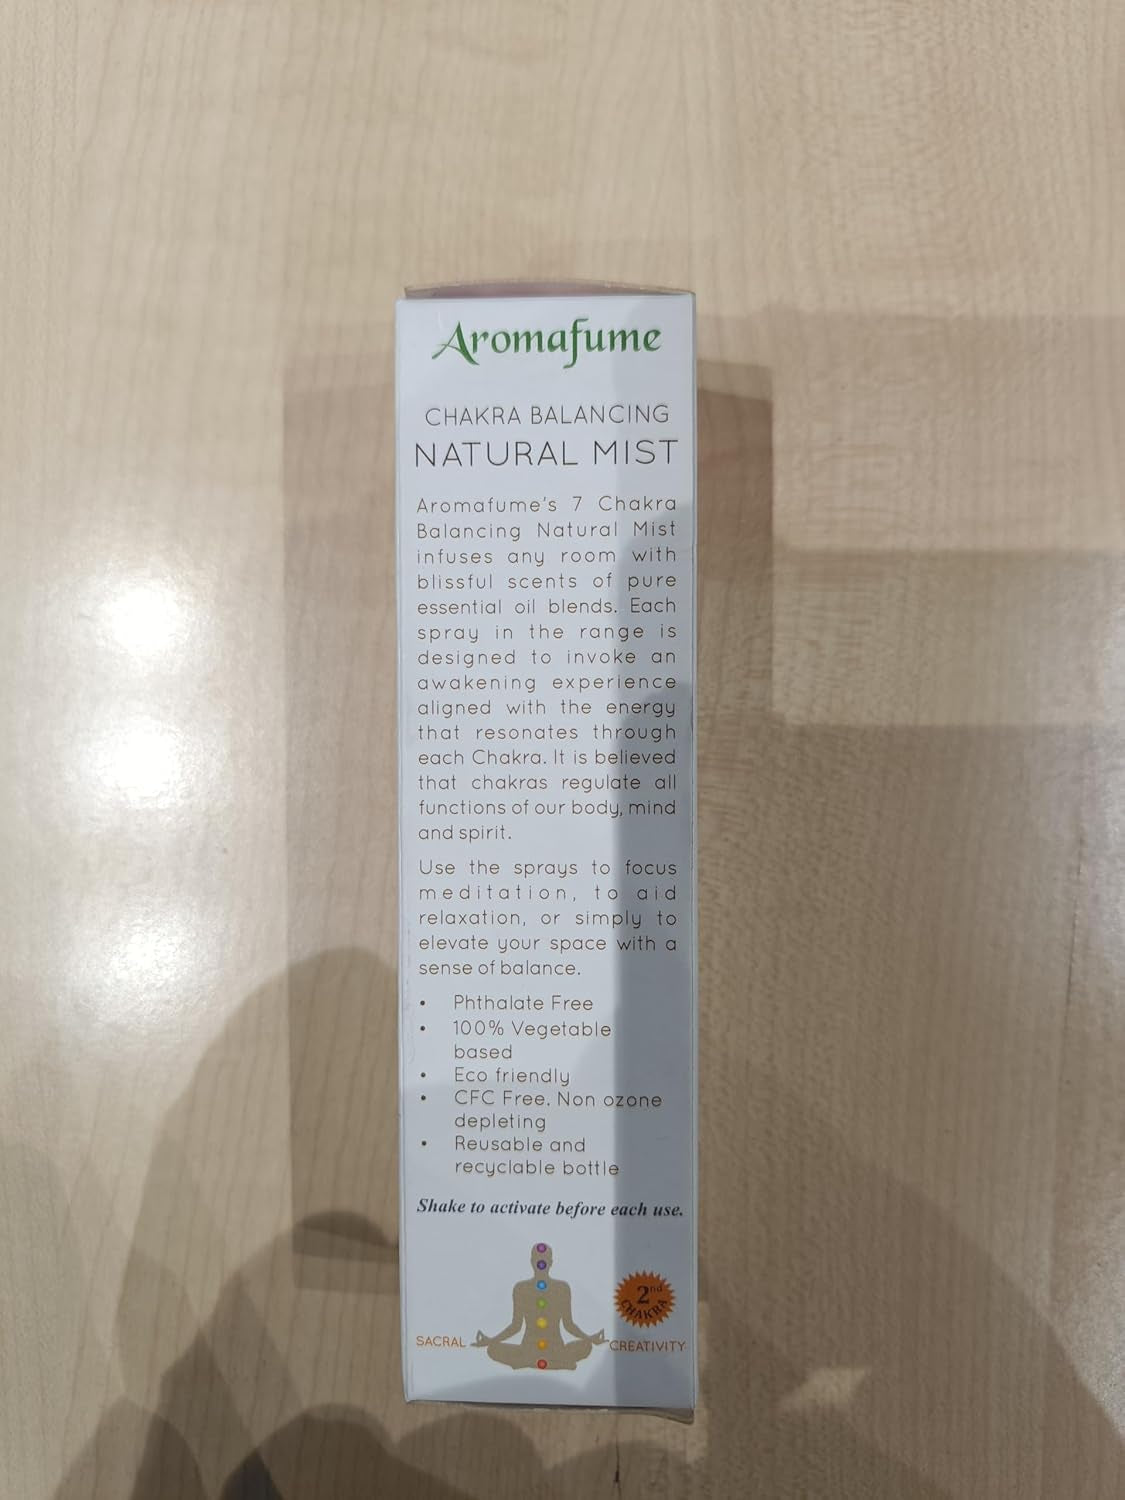 Aromafume
CHAKRA BALANCING
NATURAL MIST
Aromafume's 7 Chakra
Balancing Natural Mist
infuses any room with
blissful scents of pure
essential oil blends. Each
spray in the range is
designed to invoke an
awakening experience
aligned with the energy
that resonates through
each Chakra. It is believed
that chakras regulate all
functions of our body, mind
and spirit.
Use the sprays to focus
meditation, to aid
relaxation, or simply to
elevate your space with a
sense of balance.
• Phthalate Free
• 100% Vegetable
based
• Eco friendly
• CFC Free. Non ozone
depleting
• Reusable and
recyclable bottle
Shake to activate before each use.
2nd
CHAKRA
SACRAL
CREATIVITY